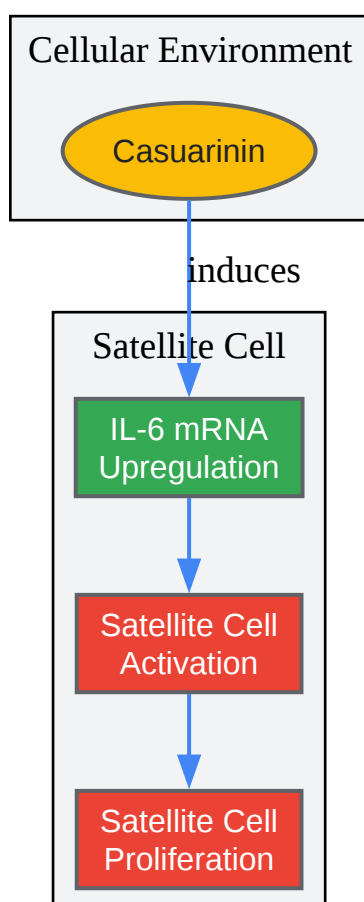 Cellular Environment
Casuarinin
induces
Satellite Cell
IL-6 mRNA
Upregulation
Satellite Cell
Activation
Satellite Cell
Proliferation